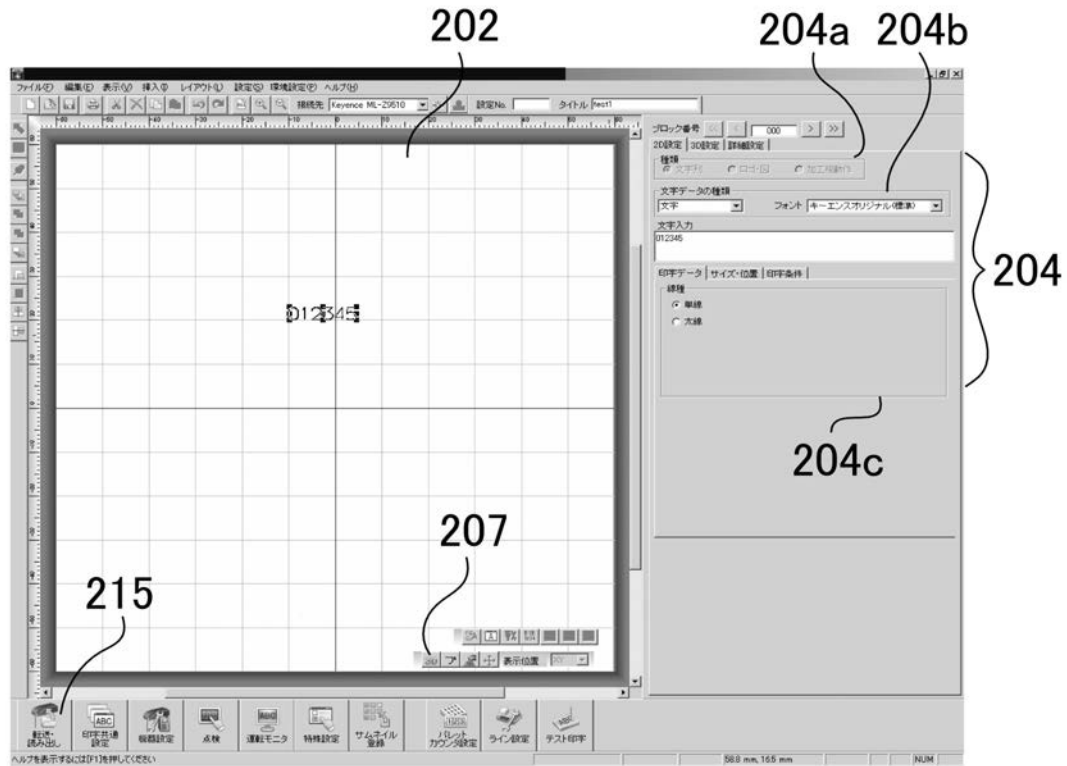 202
204a
204b
ファイル(F) 編集(E) 表示(V) 挿入(I) レイアウト(L) 設定(S) 環境設定(P) ヘルプ(H)
接続先 Keyence ML-Z9510 設定No. タイトル test1
ブロック番号 000
2D設定 3D設定 詳細設定
種類
文字列 ロゴ・図 加工機動作
文字データの種類
文字 フォント キーエンスオリジナル(標準)
文字入力
012345
印字データ サイズ・位置 印字条件
線種
単線
太線
204
204c
012345
207
3D 表示位置 XY
215
転送・読み出し
印字共通設定
機器設定
点検
運転モニタ
特殊設定
サムネイル登録
パレットカウンタ設定
ライン設定
テスト印字
ヘルプを表示するには[F1]を押してください
58.8 mm, 16.5 mm
NUM